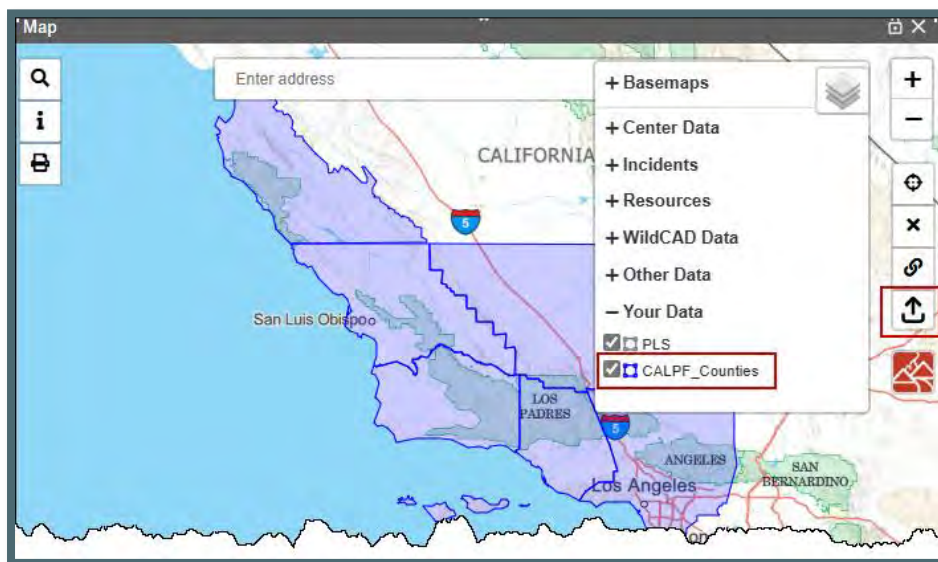 Map
Enter address
+ Basemaps
+ Center Data
+ Incidents
+ Resources
+ WildCAD Data
+ Other Data
− Your Data
PLS
CALPF_Counties
CALIFORNIA
5
San Luis Obispo
LOS
PADRES
5
ANGELES
SAN
BERNARDINO
Los Angeles